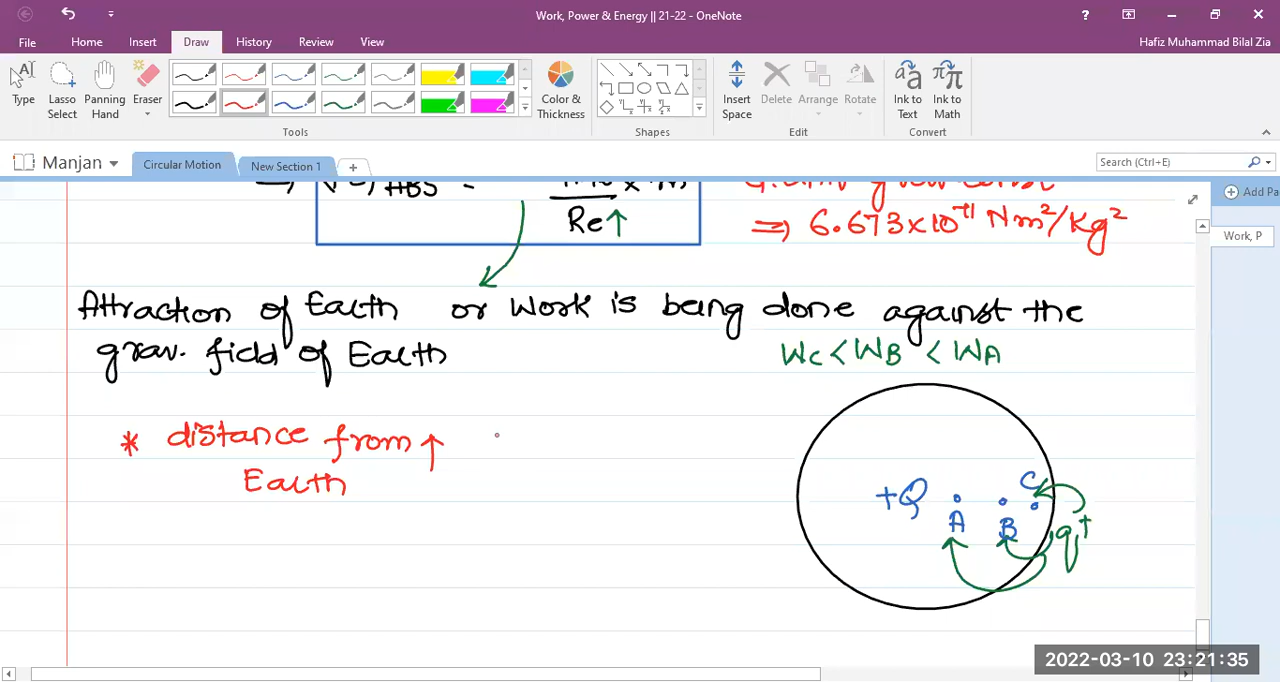 Work, Power & Energy || 21-22 - OneNote
File Home Insert Draw History Review View
Hafiz Muhammad Bilal Zia
Type Lasso Select Panning Hand Eraser
Color & Thickness
Insert Space Delete Arrange Rotate
Ink to Text Ink to Math
Tools Shapes Edit Convert
Manjan Circular Motion New Section 1
Search (Ctrl+E)
Add Pa
Work, P
ABS =
Re↑
⇒ 6.673x10⁻¹¹ Nm²/Kg²
Attraction of Earth or Work is being done against the
grav. field of Earth
Wc < WB < WA
* distance from ↑
Earth
+Q A B C q+
2022-03-10 23:21:35